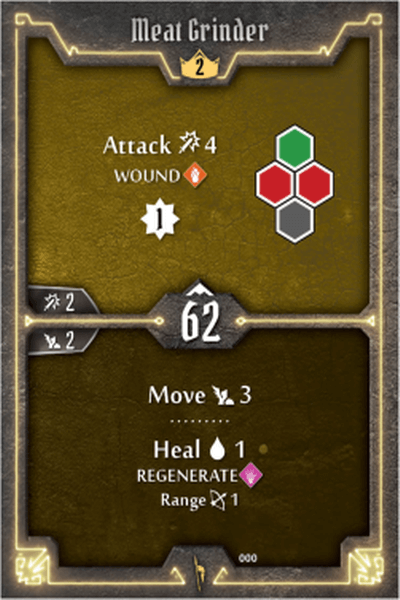 Meat Grinder
2
Attack 4
WOUND
1
2
62
2
Move 3
Heal 1
REGENERATE
Range 1
000